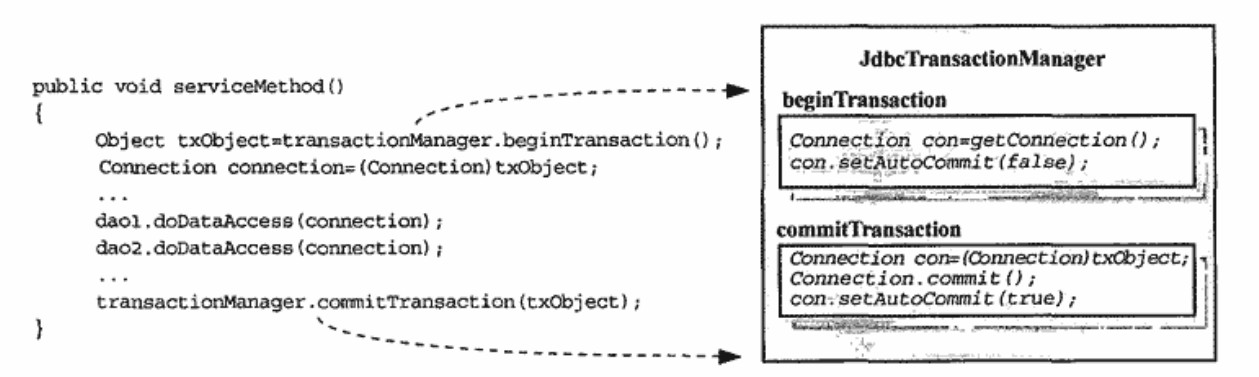 public void serviceMethod()
{
Object txObject=transactionManager.beginTransaction();
Connection connection=(Connection)txObject;
...
dao1.doDataAccess(connection);
dao2.doDataAccess(connection);
...
transactionManager.commitTransaction(txObject);
}
JdbcTransactionManager
beginTransaction
Connection con=getConnection();
con.setAutoCommit(false);
commitTransaction
Connection con=(Connection)txObject;
Connection.commit();
con.setAutoCommit(true);